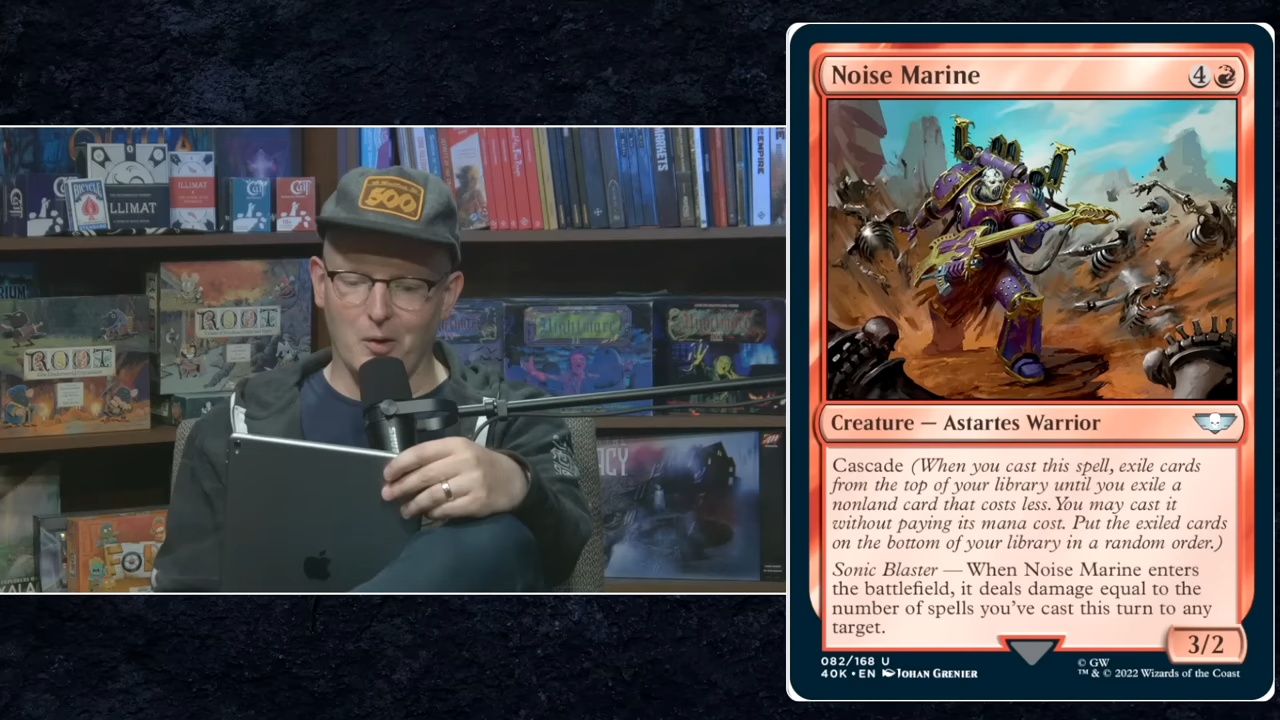 500
ILLIMAT
BICYCLE
ILLIMAT
MARKETS
EMPIRE
ROOT
ROOT
Nightmare
ACY
Noise Marine
4
Creature — Astartes Warrior
Cascade (When you cast this spell, exile cards
from the top of your library until you exile a
nonland card that costs less. You may cast it
without paying its mana cost. Put the exiled cards
on the bottom of your library in a random order.)
Sonic Blaster — When Noise Marine enters
the battlefield, it deals damage equal to the
number of spells you've cast this turn to any
target.
3/2
082/168 U
40K • EN JOHAN GRENIER
© GW
™ & © 2022 Wizards of the Coast